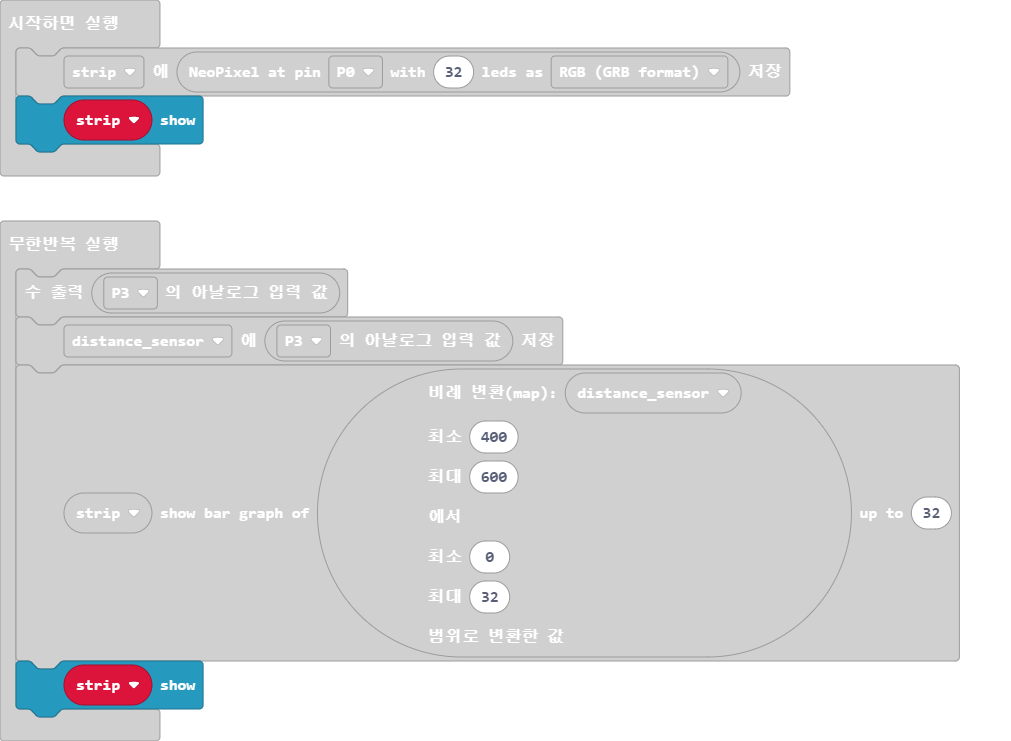 시작하면 실행
strip 에 NeoPixel at pin P0 with 32 leds as RGB (GRB format) 저장
strip show
무한반복 실행
수 출력 P3 의 아날로그 입력 값
distance_sensor 에 P3 의 아날로그 입력 값 저장
비례 변환(map): distance_sensor
최소 400
최대 600
에서
strip show bar graph of up to 32
최소 0
최대 32
범위로 변환한 값
strip show